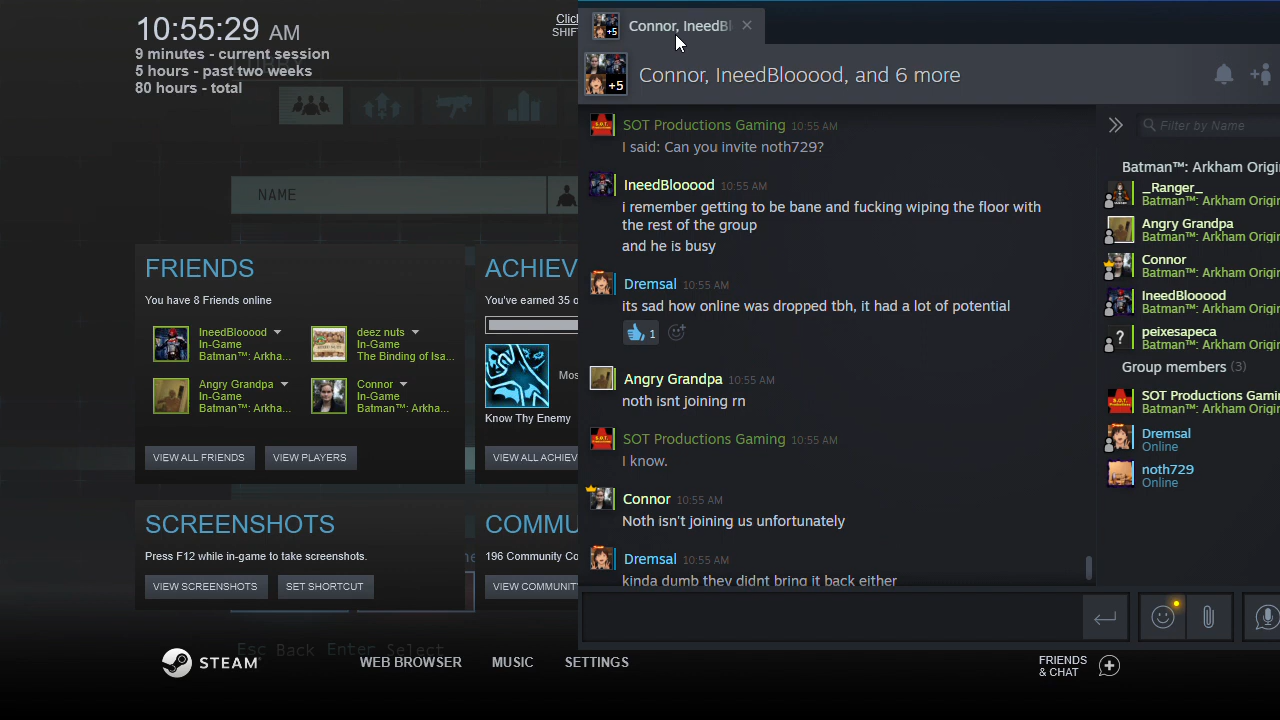 10:55:29 AM
9 minutes - current session
5 hours - past two weeks
80 hours - total
Clic
SHIF
NAME
FRIENDS
You have 8 Friends online
IneedBlooood
In-Game
Batman™: Arkha...
deez nuts
In-Game
The Binding of Isa...
Angry Grandpa
In-Game
Batman™: Arkha...
Connor
In-Game
Batman™: Arkha...
VIEW ALL FRIENDS
VIEW PLAYERS
ACHIEV
You've earned 35 o
Mos
Know Thy Enemy
VIEW ALL ACHIEV
SCREENSHOTS
Press F12 while in-game to take screenshots.
VIEW SCREENSHOTS
SET SHORTCUT
COMMU
196 Community Co
VIEW COMMUNIT
Esc Back Enter Select
STEAM
WEB BROWSER
MUSIC
SETTINGS
FRIENDS
& CHAT
Connor, IneedBl
+5
Connor, IneedBlooood, and 6 more
+5
SOT Productions Gaming 10:55 AM
I said: Can you invite noth729?
IneedBlooood 10:55 AM
i remember getting to be bane and fucking wiping the floor with
the rest of the group
and he is busy
Dremsal 10:55 AM
its sad how online was dropped tbh, it had a lot of potential
1
Angry Grandpa 10:55 AM
noth isnt joining rn
SOT Productions Gaming 10:55 AM
I know.
Connor 10:55 AM
Noth isn't joining us unfortunately
Dremsal 10:55 AM
kinda dumb they didnt bring it back either
Filter by Name
Batman™: Arkham Origi
_Ranger_
Batman™: Arkham Origi
Angry Grandpa
Batman™: Arkham Origi
Connor
Batman™: Arkham Origi
IneedBlooood
Batman™: Arkham Origi
peixesapeca
Batman™: Arkham Origi
Group members (3)
SOT Productions Gami
Batman™: Arkham Origi
Dremsal
Online
noth729
Online